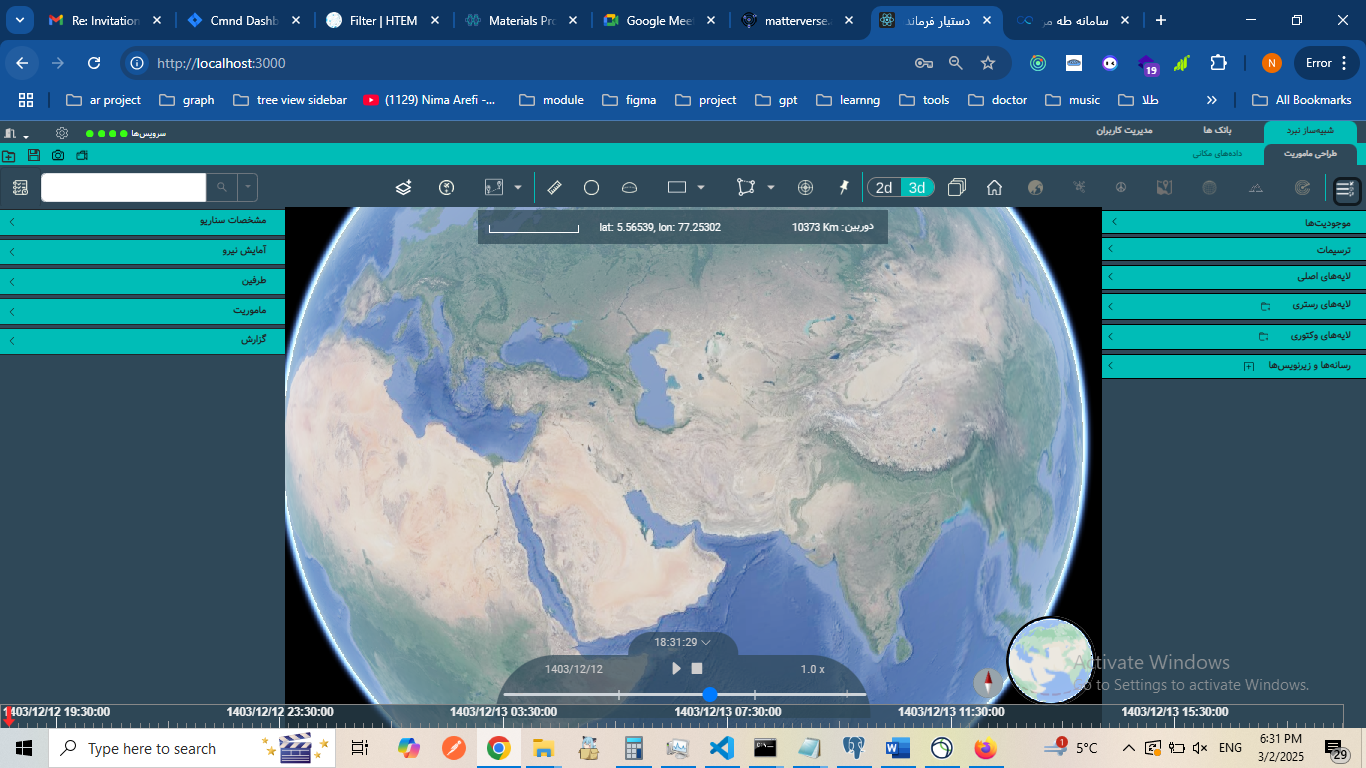 Re: Invitation
Cmnd Dashb
Filter | HTEM
Materials Pro
Google Meet
matterverse.
دستیار فرماند
سامانه طه مر
http://localhost:3000
19
N
Error
ar project
graph
tree view sidebar
(1129) Nima Arefi -...
module
figma
project
gpt
learnng
tools
doctor
music
طلا
All Bookmarks
شبیه‌ساز نبرد
بانک ها
مدیریت کاربران
سرویس‌ها
طراحی ماموریت
داده‌های مکانی
2d
3d
lat: 5.56539, lon: 77.25302
دوربین: 10373 Km
مشخصات سناریو
آمایش نیرو
طرفین
ماموریت
گزارش
موجودیت‌ها
ترسیمات
لایه‌های اصلی
لایه‌های رستری
لایه‌های وکتوری
رسانه‌ها و زیرنویس‌ها
18:31:29
1403/12/12
1.0 x
Activate Windows
Go to Settings to activate Windows.
1403/12/12 19:30:00
1403/12/12 23:30:00
1403/12/13 03:30:00
1403/12/13 07:30:00
1403/12/13 11:30:00
1403/12/13 15:30:00
Type here to search
1
5°C
ENG
6:31 PM
3/2/2025
29